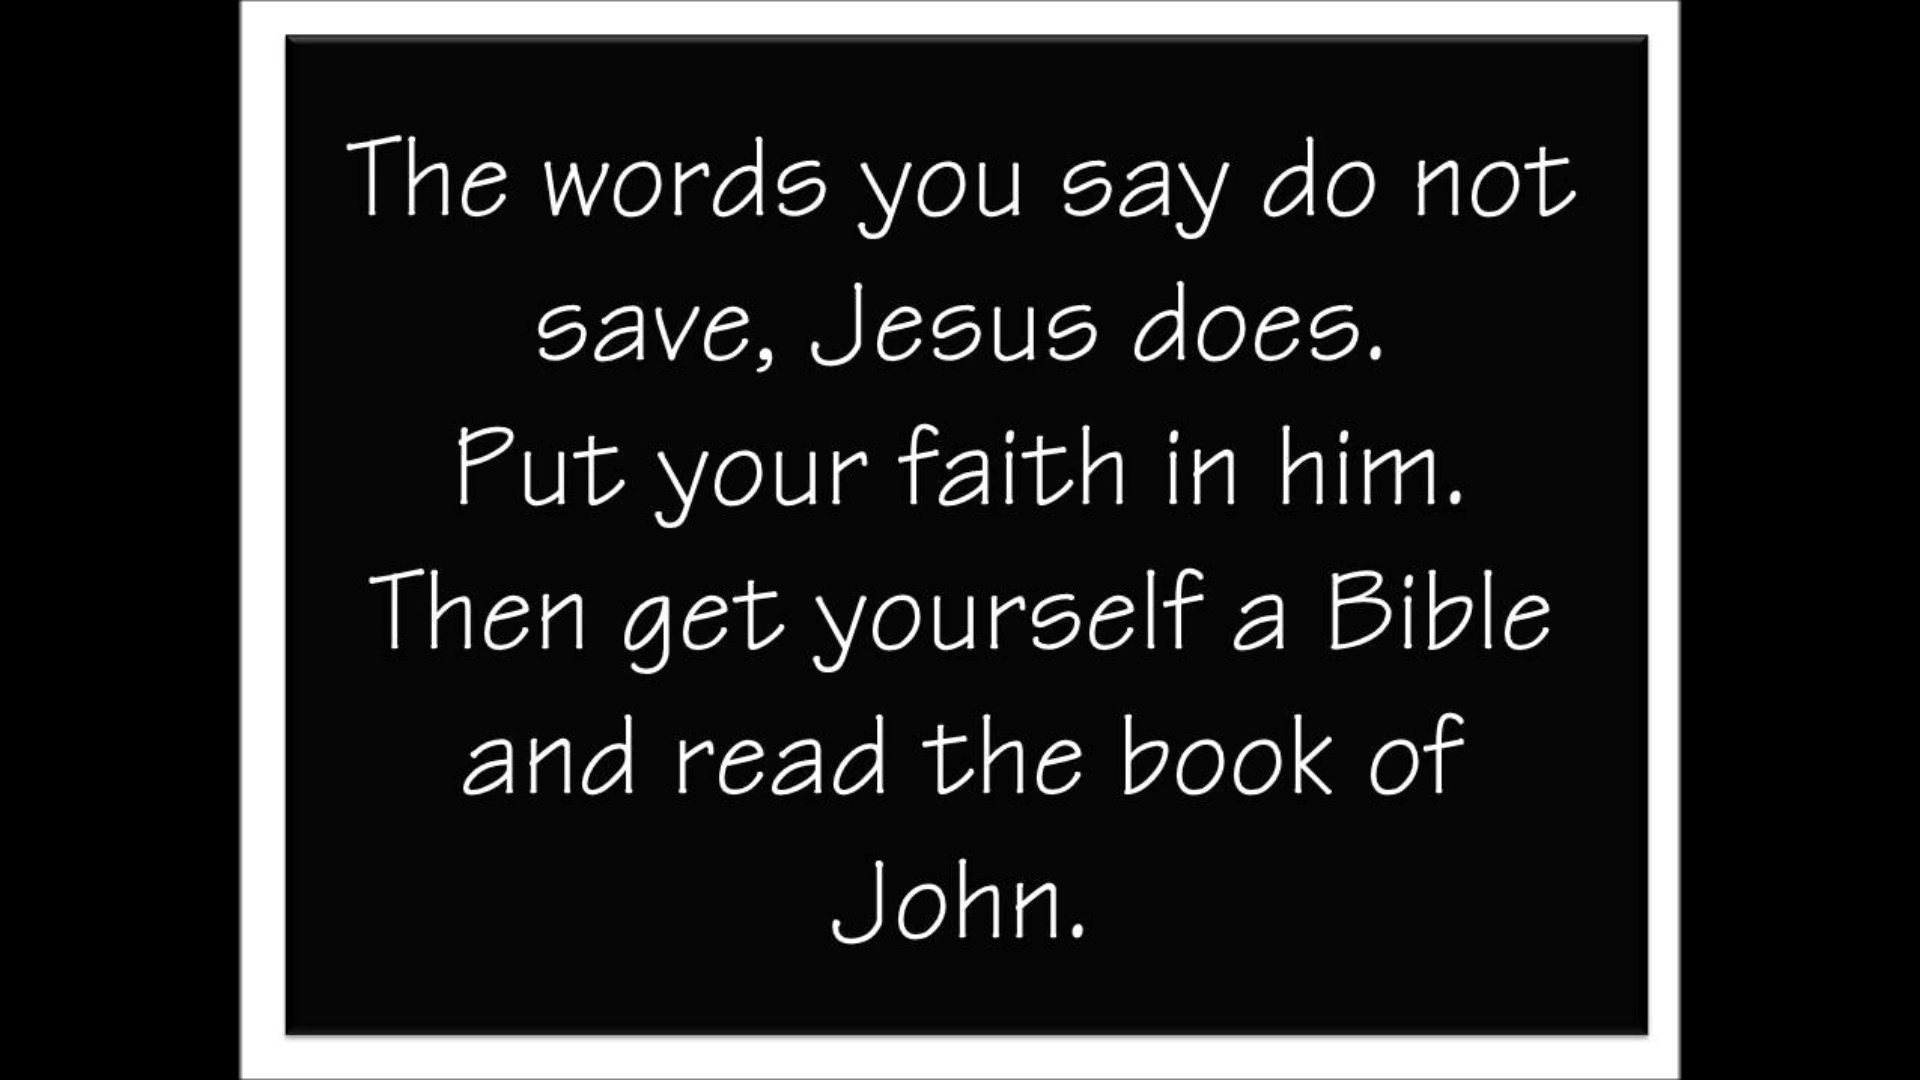 The words you say do not
save, Jesus does.
Put your faith in him.
Then get yourself a Bible
and read the book of
John.